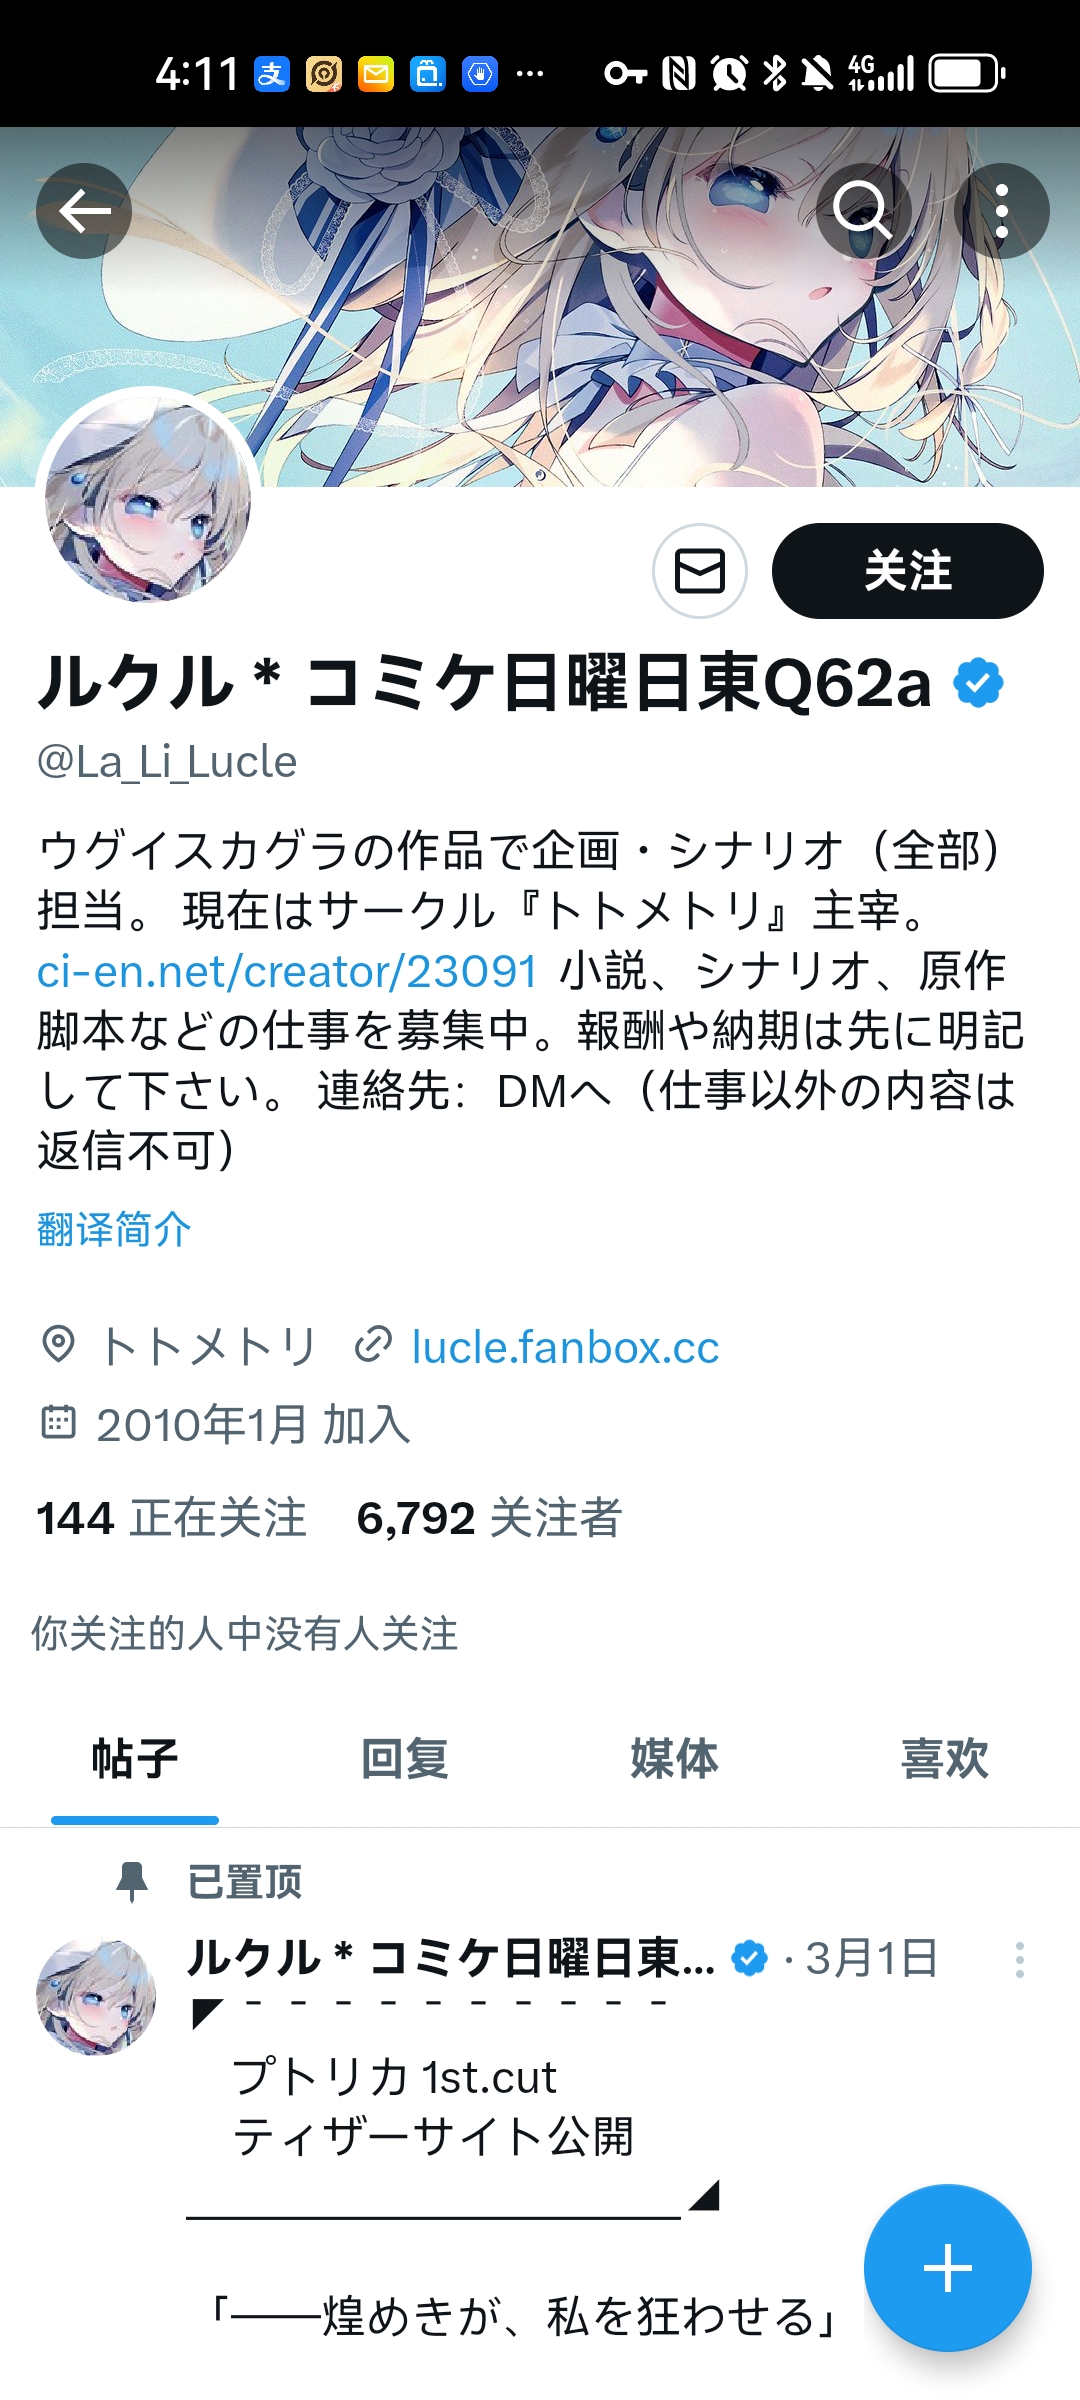 4:11 支 4G
关注
ルクル * コミケ日曜日東Q62a
@La_Li_Lucle
ウグイスカグラの作品で企画・シナリオ（全部）
担当。 現在はサークル『トトメトリ』主宰。
ci-en.net/creator/23091 小説、シナリオ、原作
脚本などの仕事を募集中。報酬や納期は先に明記
して下さい。 連絡先：DMへ（仕事以外の内容は
返信不可）
翻译简介
トトメトリ lucle.fanbox.cc
2010年1月 加入
144 正在关注 6,792 关注者
你关注的人中没有人关注
帖子 回复 媒体 喜欢
已置顶
ルクル * コミケ日曜日東... · 3月1日
◤ - - - - - - - - - -
プトリカ 1st.cut
ティザーサイト公開
___________◢
「――煌めきが、私を狂わせる」